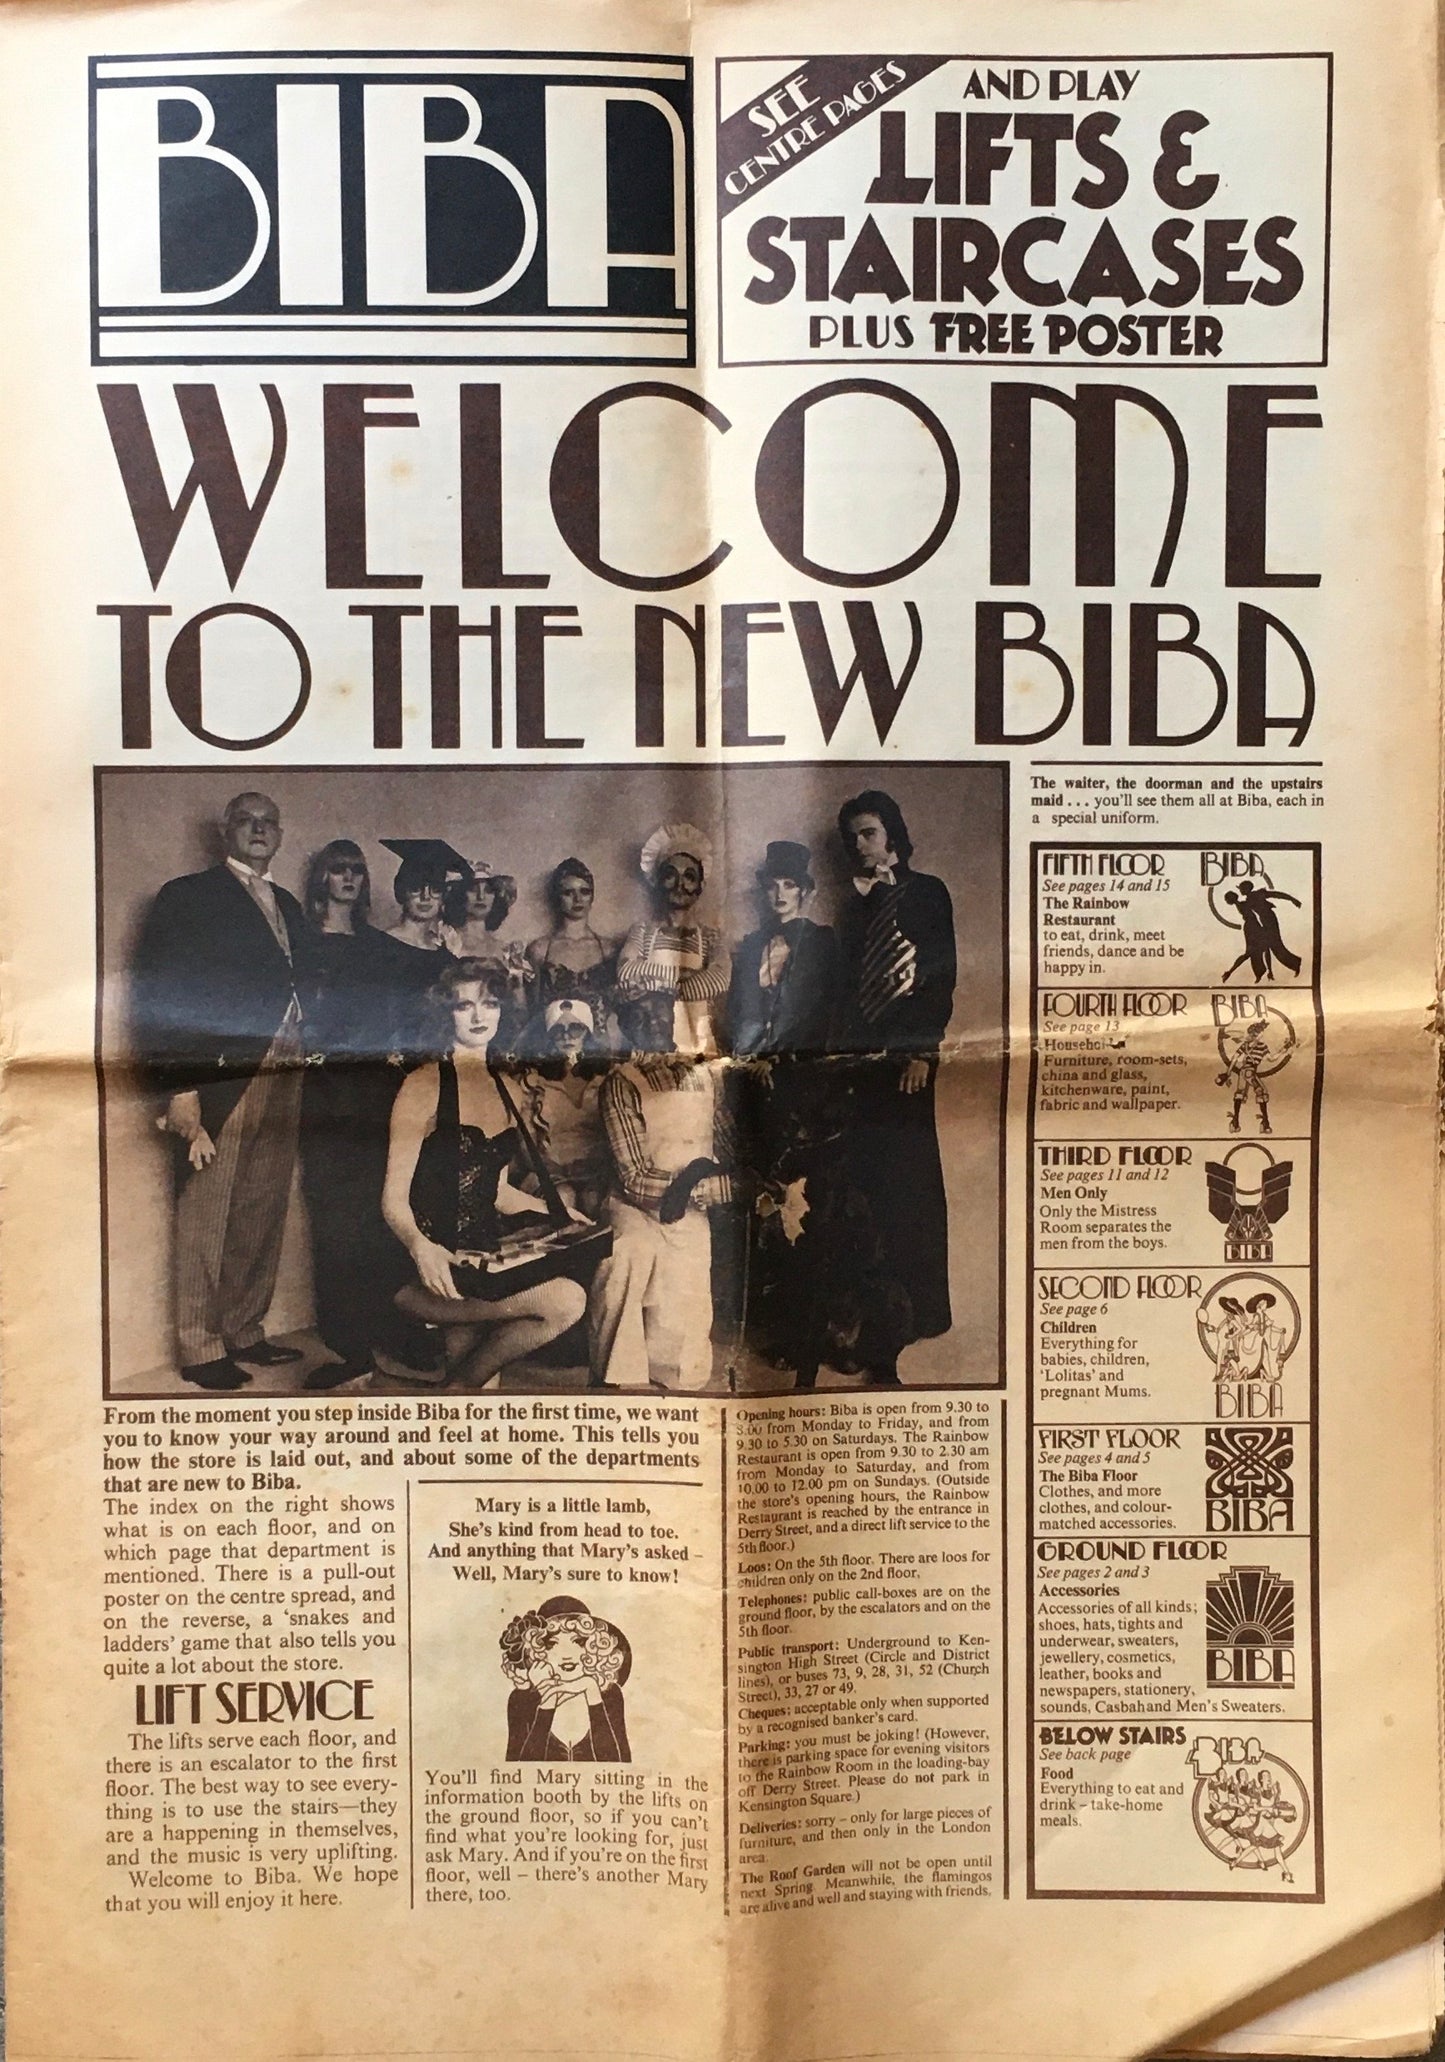 BIBA
SEE
CENTRE PAGES
AND PLAY
LIFTS &
STAIRCASES
PLUS FREE POSTER
WELCOME
TO THE NEW BIBA
The waiter, the doorman and the upstairs
maid . . . you'll see them all at Biba, each in
a special uniform.
FIFTH FLOOR
See pages 14 and 15
The Rainbow
Restaurant
to eat, drink, meet
friends, dance and be
happy in.
BIBA
FOURTH FLOOR
See page 13
Furniture, room-sets,
china and glass,
kitchenware, paint,
fabric and wallpaper.
BIBA
THIRD FLOOR
See pages 11 and 12
Men Only
Only the Mistress
Room separates the
men from the boys.
BIBA
SECOND FLOOR
See page 6
Children
Everything for
babies, children,
'Lolitas' and
pregnant Mums.
BIBA
FIRST FLOOR
See pages 4 and 5
The Biba Floor
Clothes, and more
clothes, and colour-
matched accessories.
BIBA
GROUND FLOOR
See pages 2 and 3
Accessories
Accessories of all kinds;
shoes, hats, tights and
underwear, sweaters,
jewellery, cosmetics,
leather, books and
newspapers, stationery,
sounds, Casbah and Men's Sweaters.
BIBA
BELOW STAIRS
See back page
Food
Everything to eat and
drink – take-home
meals.
BIBA
From the moment you step inside Biba for the first time, we want
you to know your way around and feel at home. This tells you
how the store is laid out, and about some of the departments
that are new to Biba.
The index on the right shows
what is on each floor, and on
which page that department is
mentioned. There is a pull-out
poster on the centre spread, and
on the reverse, a 'snakes and
ladders' game that also tells you
quite a lot about the store.
LIFT SERVICE
The lifts serve each floor, and
there is an escalator to the first
floor. The best way to see every-
thing is to use the stairs—they
are a happening in themselves,
and the music is very uplifting.
Welcome to Biba. We hope
that you will enjoy it here.
Mary is a little lamb,
She's kind from head to toe.
And anything that Mary's asked –
Well, Mary's sure to know!
You'll find Mary sitting in the
information booth by the lifts on
the ground floor, so if you can't
find what you're looking for, just
ask Mary. And if you're on the first
floor, well – there's another Mary
there, too.
Opening hours: Biba is open from 9.30 to
8.00 from Monday to Friday, and from
9.30 to 5.30 on Saturdays. The Rainbow
Restaurant is open from 9.30 to 2.30 am
from Monday to Saturday, and from
10.00 to 12.00 pm on Sundays. (Outside
the store's opening hours, the Rainbow
Restaurant is reached by the entrance in
Derry Street, and a direct lift service to the
5th floor.)
Loos: On the 5th floor. There are loos for
children only on the 2nd floor.
Telephones: public call-boxes are on the
ground floor, by the escalators and on the
5th floor.
Public transport: Underground to Ken-
sington High Street (Circle and District
lines), or buses 73, 9, 28, 31, 52 (Church
Street), 33, 27 or 49.
Cheques: acceptable only when supported
by a recognised banker's card.
Parking: you must be joking! (However,
there is parking space for evening visitors
to the Rainbow Room in the loading-bay
off Derry Street. Please do not park in
Kensington Square.)
Deliveries: sorry – only for large pieces of
furniture, and then only in the London
area.
The Roof Garden will not be open until
next Spring. Meanwhile, the flamingos
are alive and well and staying with friends.